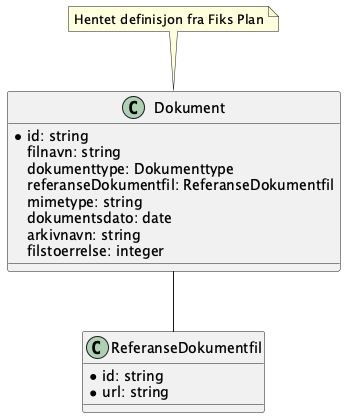 Hentet definisjon fra Fiks Plan
C Dokument
• id: string
filnavn: string
dokumenttype: Dokumenttype
referanseDokumentfil: ReferanseDokumentfil
mimetype: string
dokumentsdato: date
arkivnavn: string
filstoerrelse: integer
C ReferanseDokumentfil
• id: string
• url: string